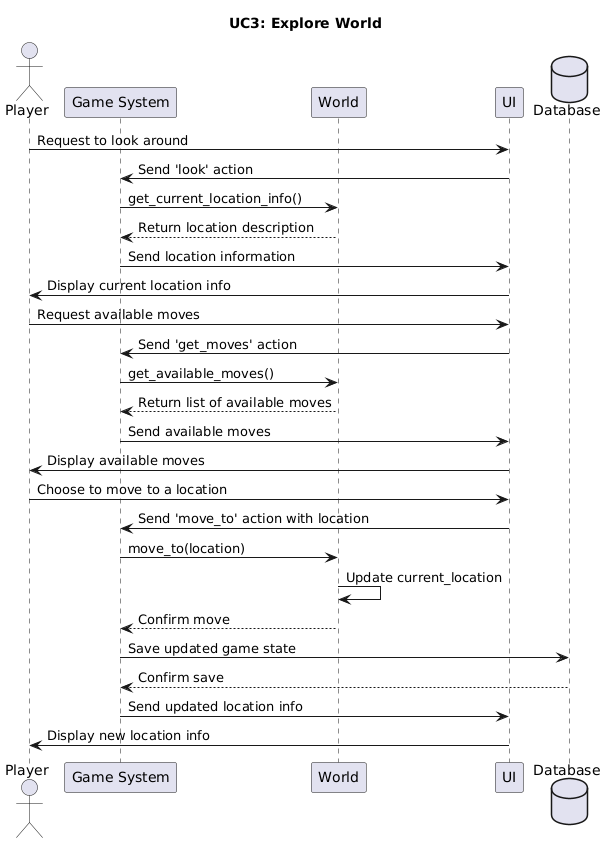 UC3: Explore World
Player
Game System
World
UI
Database
Request to look around
Send 'look' action
get_current_location_info()
Return location description
Send location information
Display current location info
Request available moves
Send 'get_moves' action
get_available_moves()
Return list of available moves
Send available moves
Display available moves
Choose to move to a location
Send 'move_to' action with location
move_to(location)
Update current_location
Confirm move
Save updated game state
Confirm save
Send updated location info
Display new location info
Player
Game System
World
UI
Database